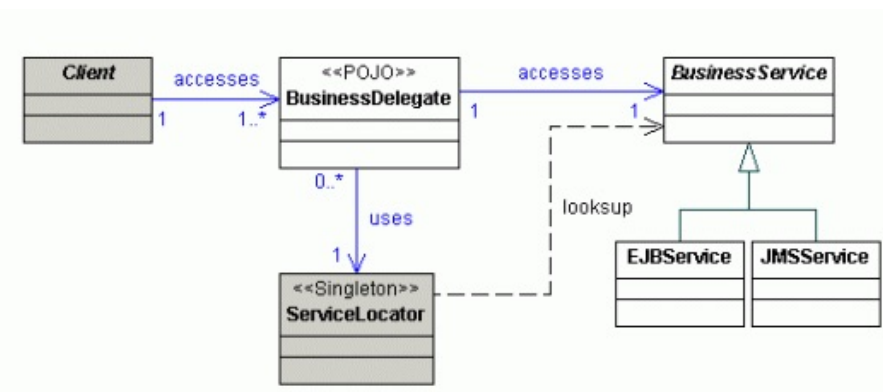 Client
accesses
1
1..*
<<POJO>>
BusinessDelegate
accesses
1
1
BusinessService
0..*
uses
1
looksup
<<Singleton>>
ServiceLocator
EJBService
JMSService